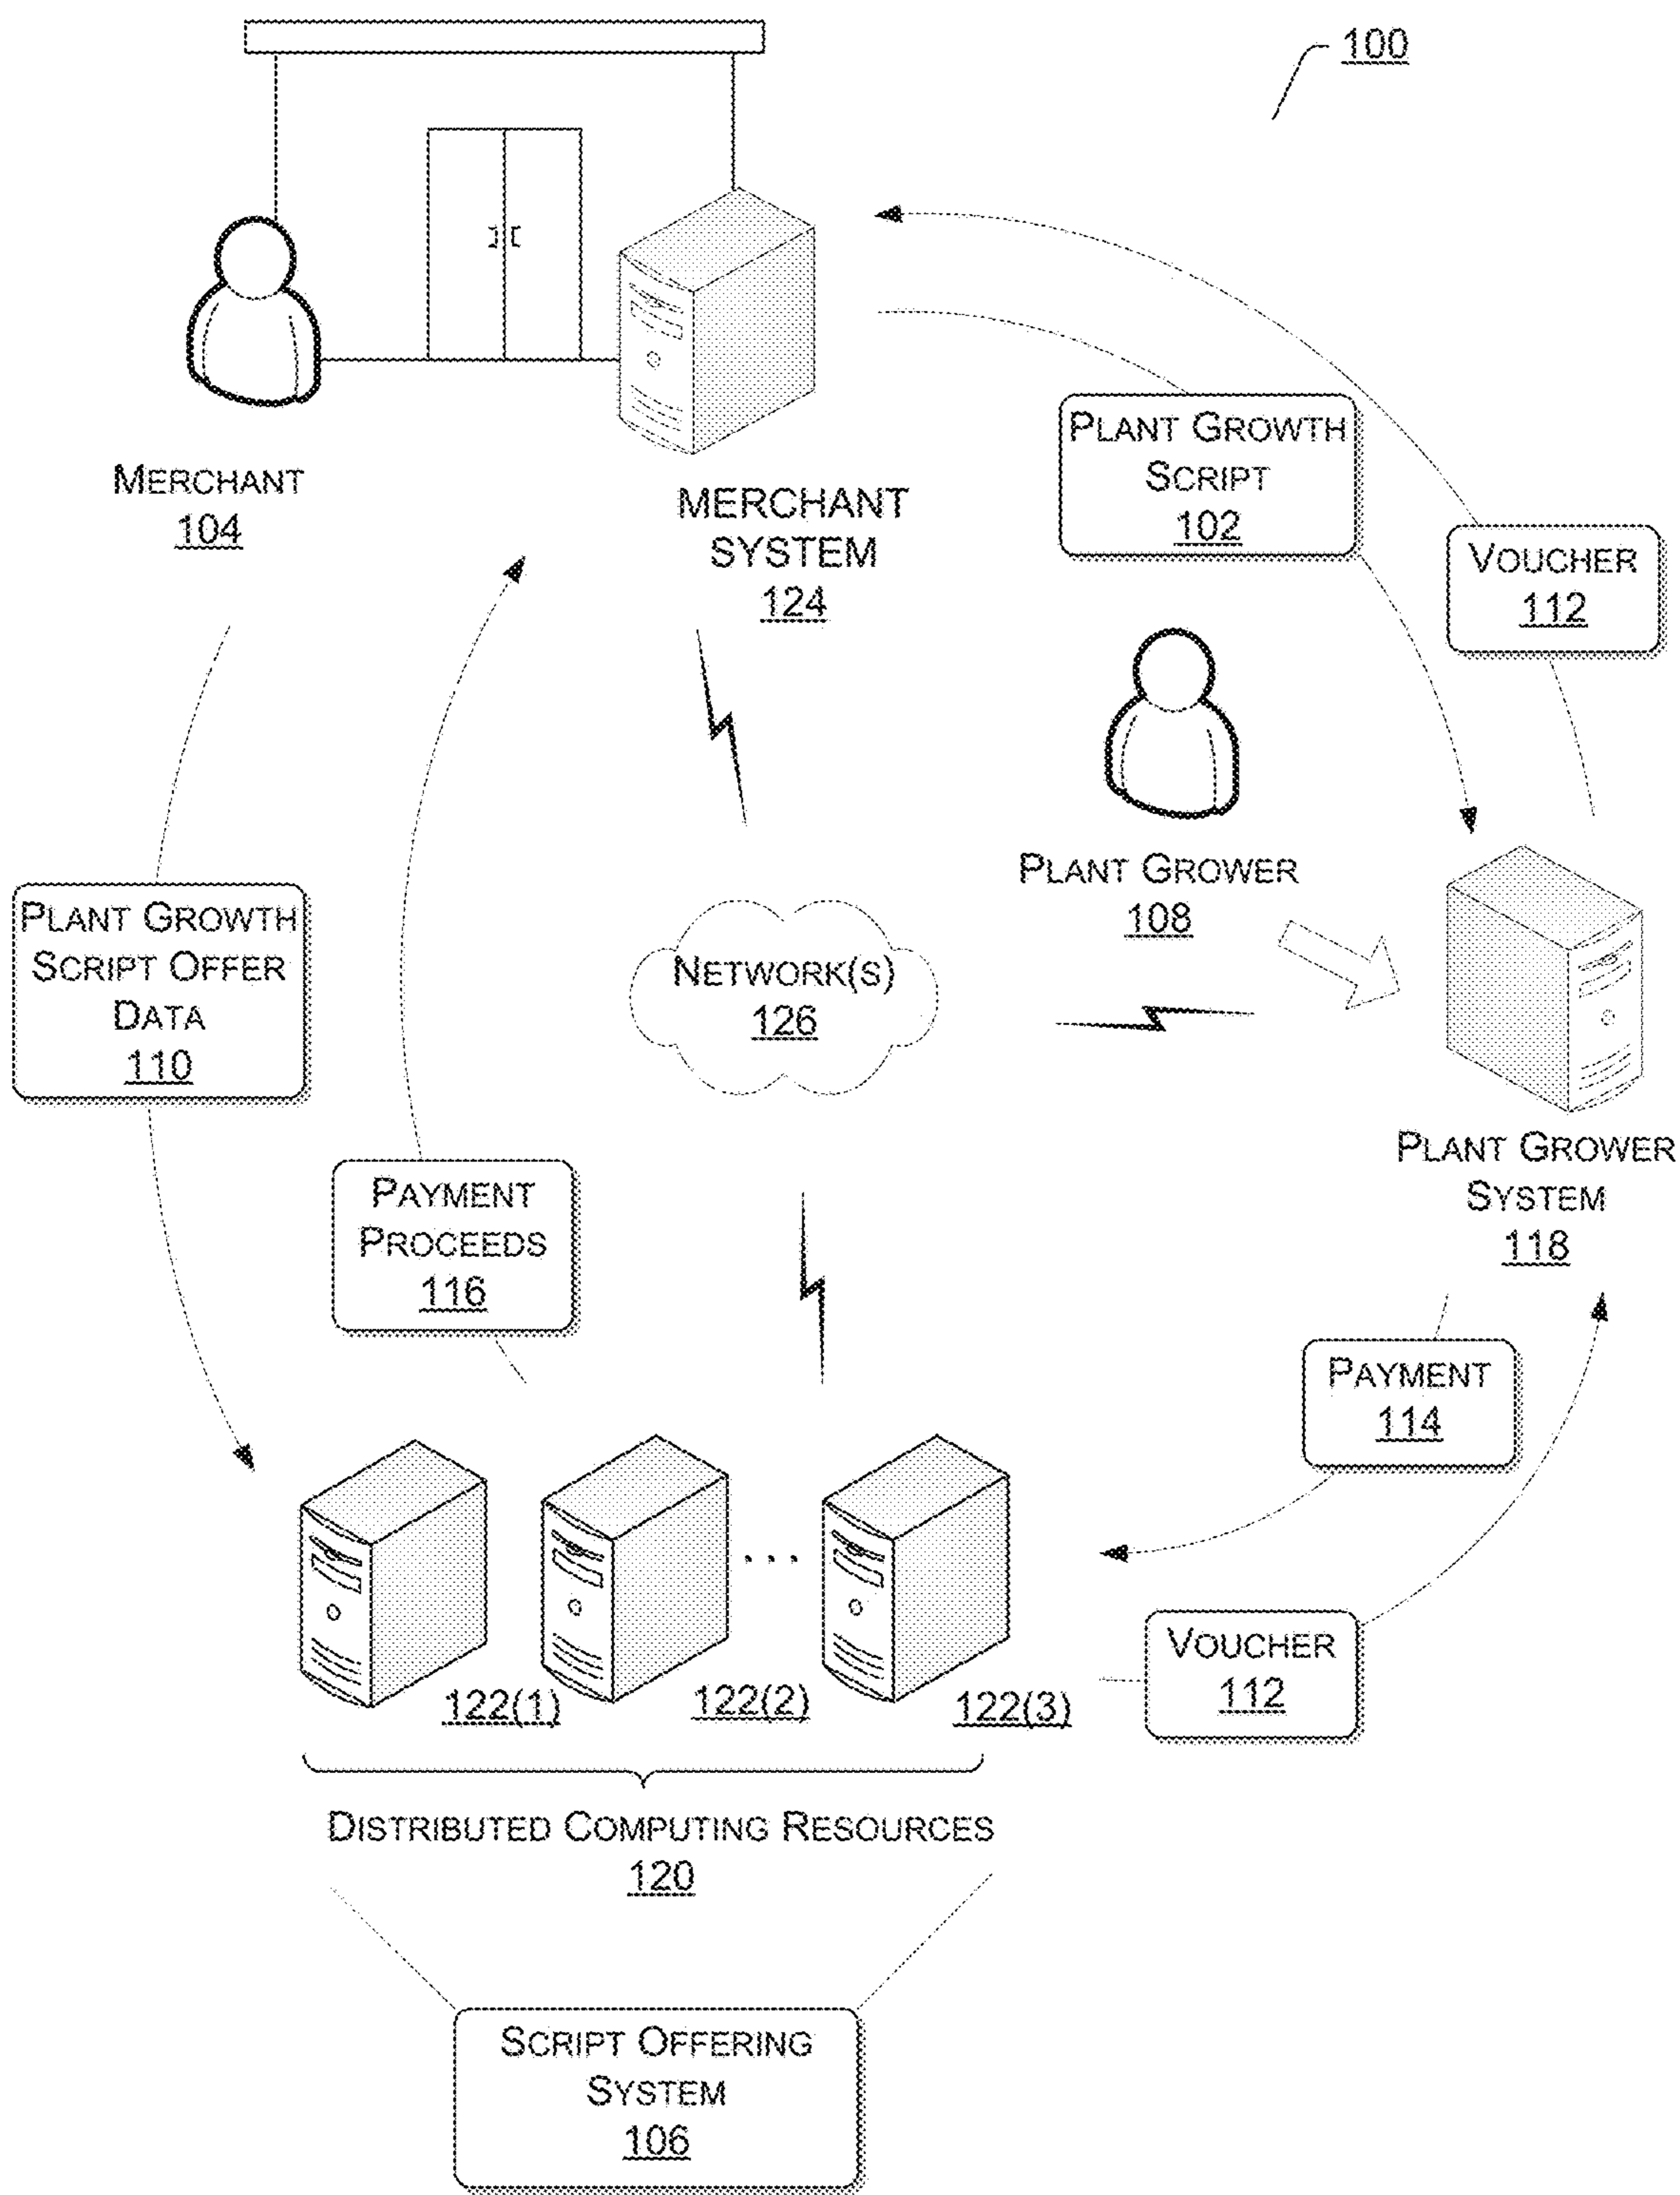 100
MERCHANT
104
MERCHANT
SYSTEM
124
PLANT GROWTH
SCRIPT
102
VOUCHER
112
PLANT GROWER
108
PLANT GROWTH
SCRIPT OFFER
DATA
110
NETWORK(S)
126
PLANT GROWER
SYSTEM
118
PAYMENT
PROCEEDS
116
PAYMENT
114
VOUCHER
112
122(1)
122(2)
...
122(3)
DISTRIBUTED COMPUTING RESOURCES
120
SCRIPT OFFERING
SYSTEM
106